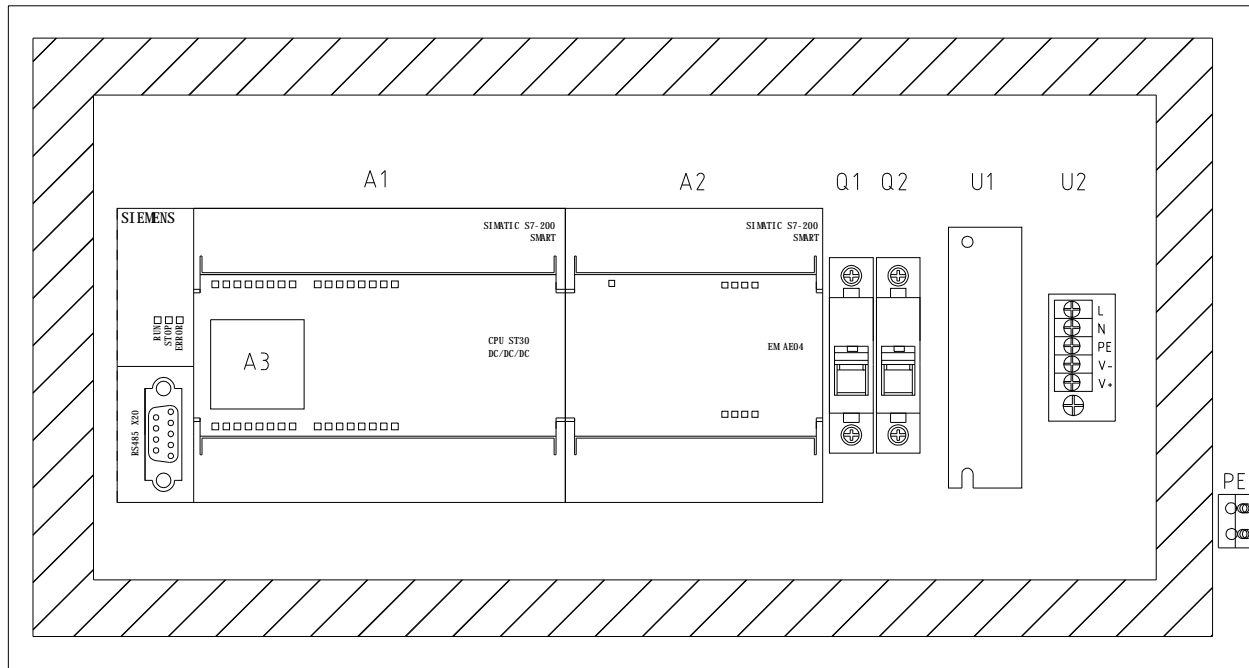 A1
A2
Q1
Q2
U1
U2
SIEMENS
SIMATIC S7-200
SMART
SIMATIC S7-200
SMART
RUN
STOP
ERROR
A3
CPU ST30
DC/DC/DC
EM AE04
L
N
PE
V-
V+
RS485 X20
PE